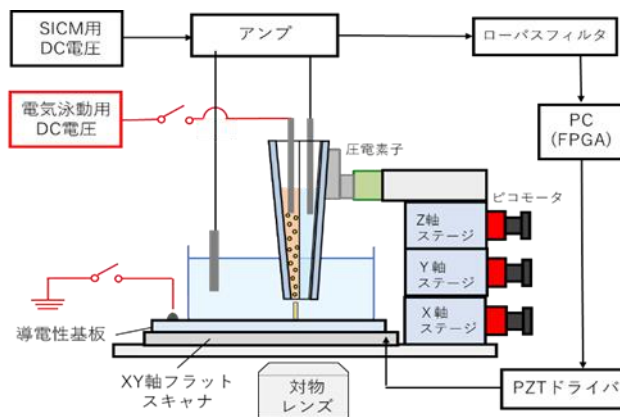 SICM用
DC電圧
アンプ
ローパスフィルタ
電気泳動用
DC電圧
圧電素子
PC
(FPGA)
ピコモータ
Z軸
ステージ
Y軸
ステージ
X軸
ステージ
導電性基板
XY軸フラット
スキャナ
対物
レンズ
PZTドライバ